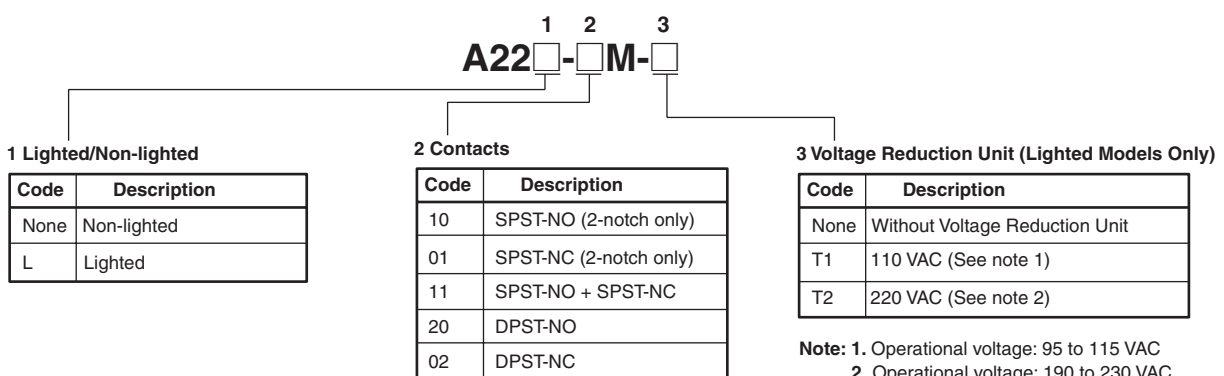 1 2 3
A22□-□M-□
1 Lighted/Non-lighted
Code Description
None Non-lighted
L Lighted
2 Contacts
Code Description
10 SPST-NO (2-notch only)
01 SPST-NC (2-notch only)
11 SPST-NO + SPST-NC
20 DPST-NO
02 DPST-NC
3 Voltage Reduction Unit (Lighted Models Only)
Code Description
None Without Voltage Reduction Unit
T1 110 VAC (See note 1)
T2 220 VAC (See note 2)
Note: 1. Operational voltage: 95 to 115 VAC
2. Operational voltage: 190 to 230 VAC